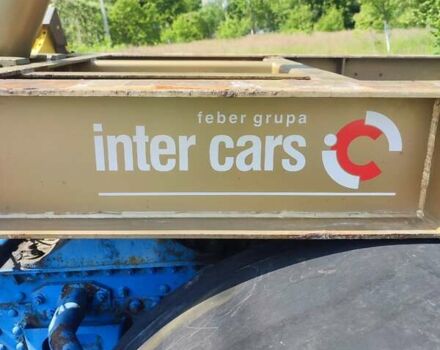 feber grupa
inter cars